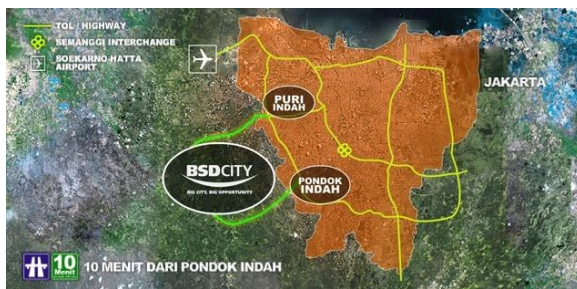 TOL / HIGHWAY
SEMANGGI INTERCHANGE
SOEKARNO-HATTA
AIRPORT
JAKARTA
PURI
INDAH
BSDCITY
BIG CITY, BIG OPPORTUNITY
PONDOK
INDAH
10
Menit
10 MENIT DARI PONDOK INDAH